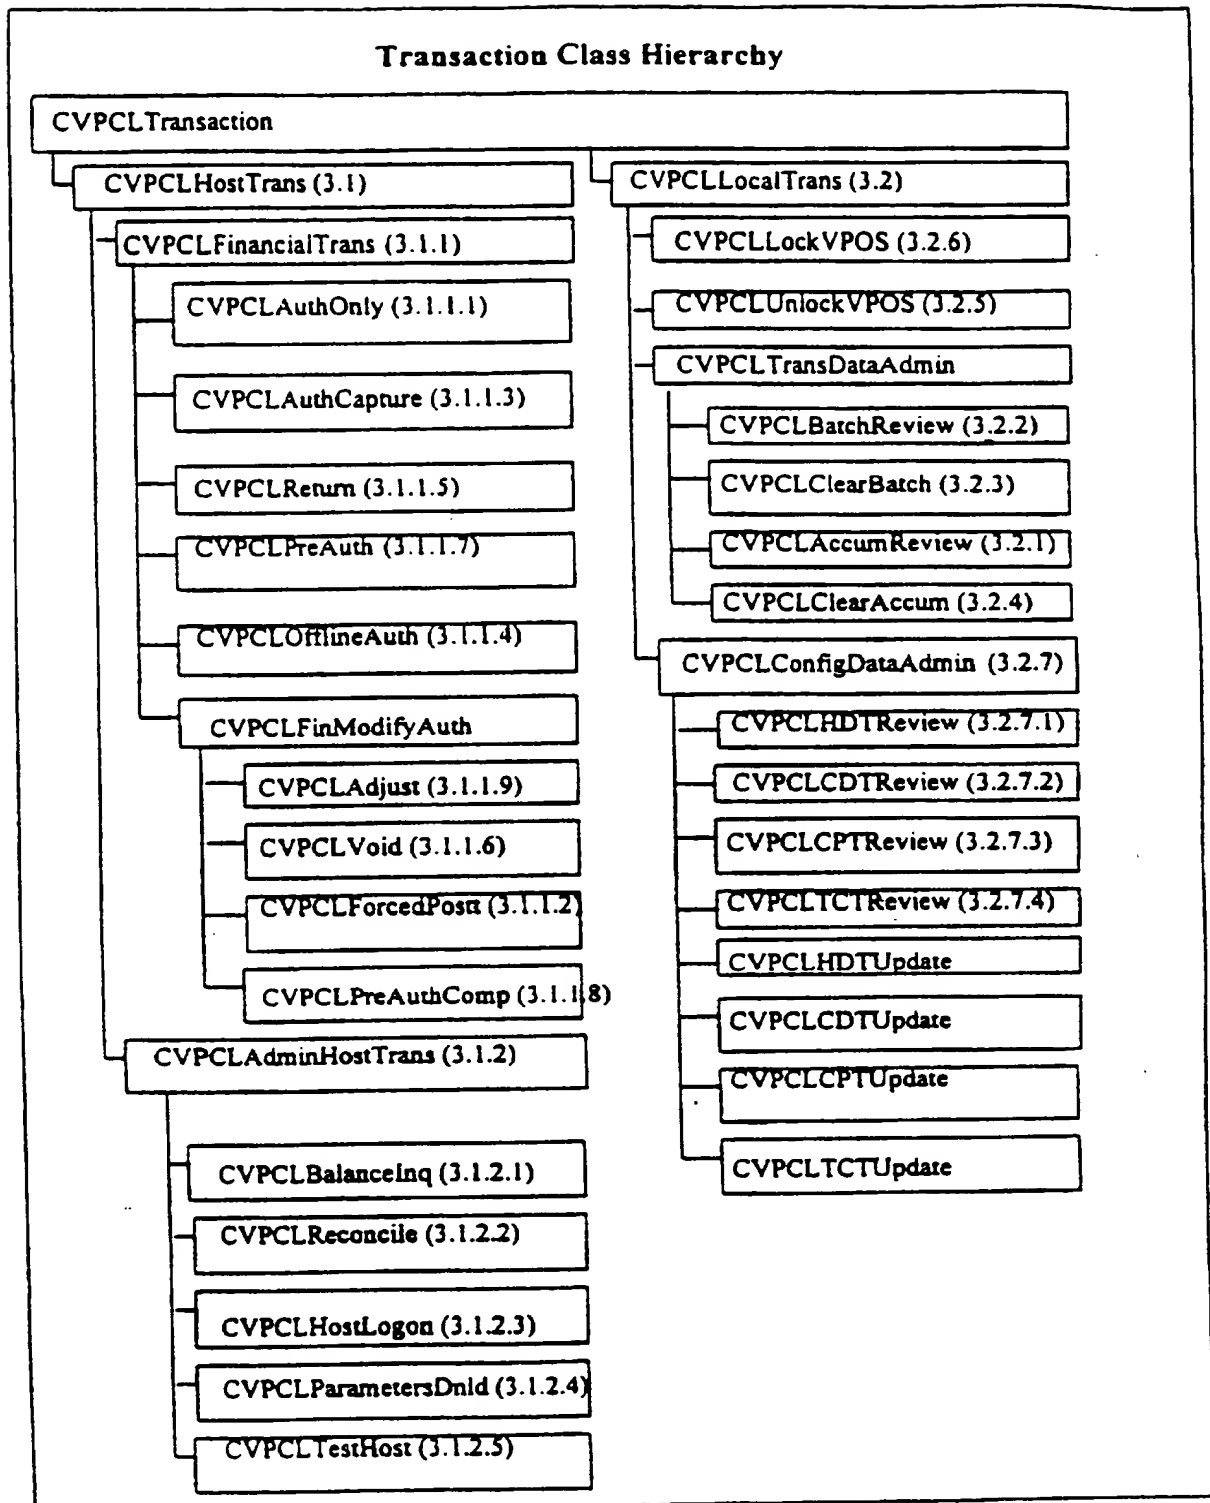 Transaction Class Hierarchy
CVPCLTransaction
CVPCLHostTrans (3.1)
CVPCLFinancialTrans (3.1.1)
CVPCLAuthOnly (3.1.1.1)
CVPCLAuthCapture (3.1.1.3)
CVPCLReturn (3.1.1.5)
CVPCLPreAuth (3.1.1.7)
CVPCLOfflineAuth (3.1.1.4)
CVPCLFinModifyAuth
CVPCLAdjust (3.1.1.9)
CVPCLVoid (3.1.1.6)
CVPCLForcedPostt (3.1.1.2)
CVPCLPreAuthComp (3.1.1.8)
CVPCLAdminHostTrans (3.1.2)
CVPCLBalanceInq (3.1.2.1)
CVPCLReconcile (3.1.2.2)
CVPCLHostLogon (3.1.2.3)
CVPCLParametersDnld (3.1.2.4)
CVPCLTestHost (3.1.2.5)
CVPCLLocalTrans (3.2)
CVPCLLockVPOS (3.2.6)
CVPCLUnlockVPOS (3.2.5)
CVPCLTransDataAdmin
CVPCLBatchReview (3.2.2)
CVPCLClearBatch (3.2.3)
CVPCLAccumReview (3.2.1)
CVPCLClearAccum (3.2.4)
CVPCLConfigDataAdmin (3.2.7)
CVPCLHDTReview (3.2.7.1)
CVPCLCDTReview (3.2.7.2)
CVPCLCPTReview (3.2.7.3)
CVPCLTCTReview (3.2.7.4)
CVPCLHDTUpdate
CVPCLCDTUpdate
CVPCLCPTUpdate
CVPCLTCTUpdate